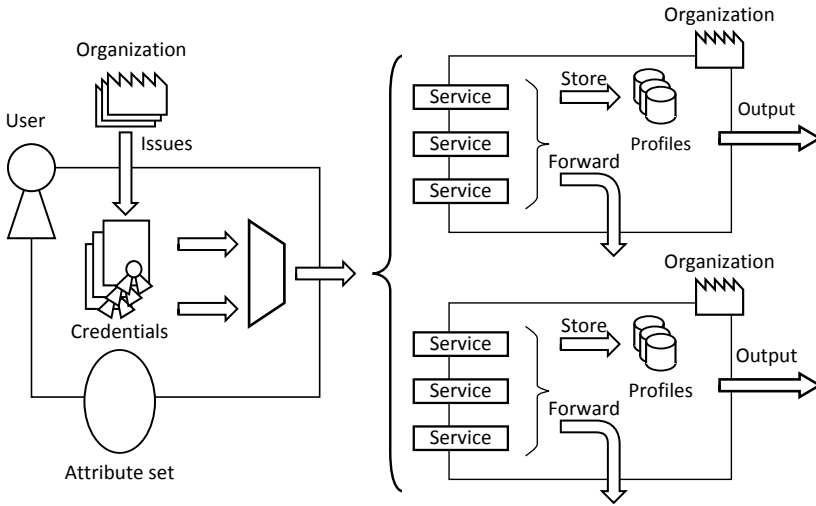 Organization
User
Issues
Credentials
Attribute set
Organization
Service
Service
Service
Store
Profiles
Forward
Output
Organization
Service
Service
Service
Store
Profiles
Forward
Output